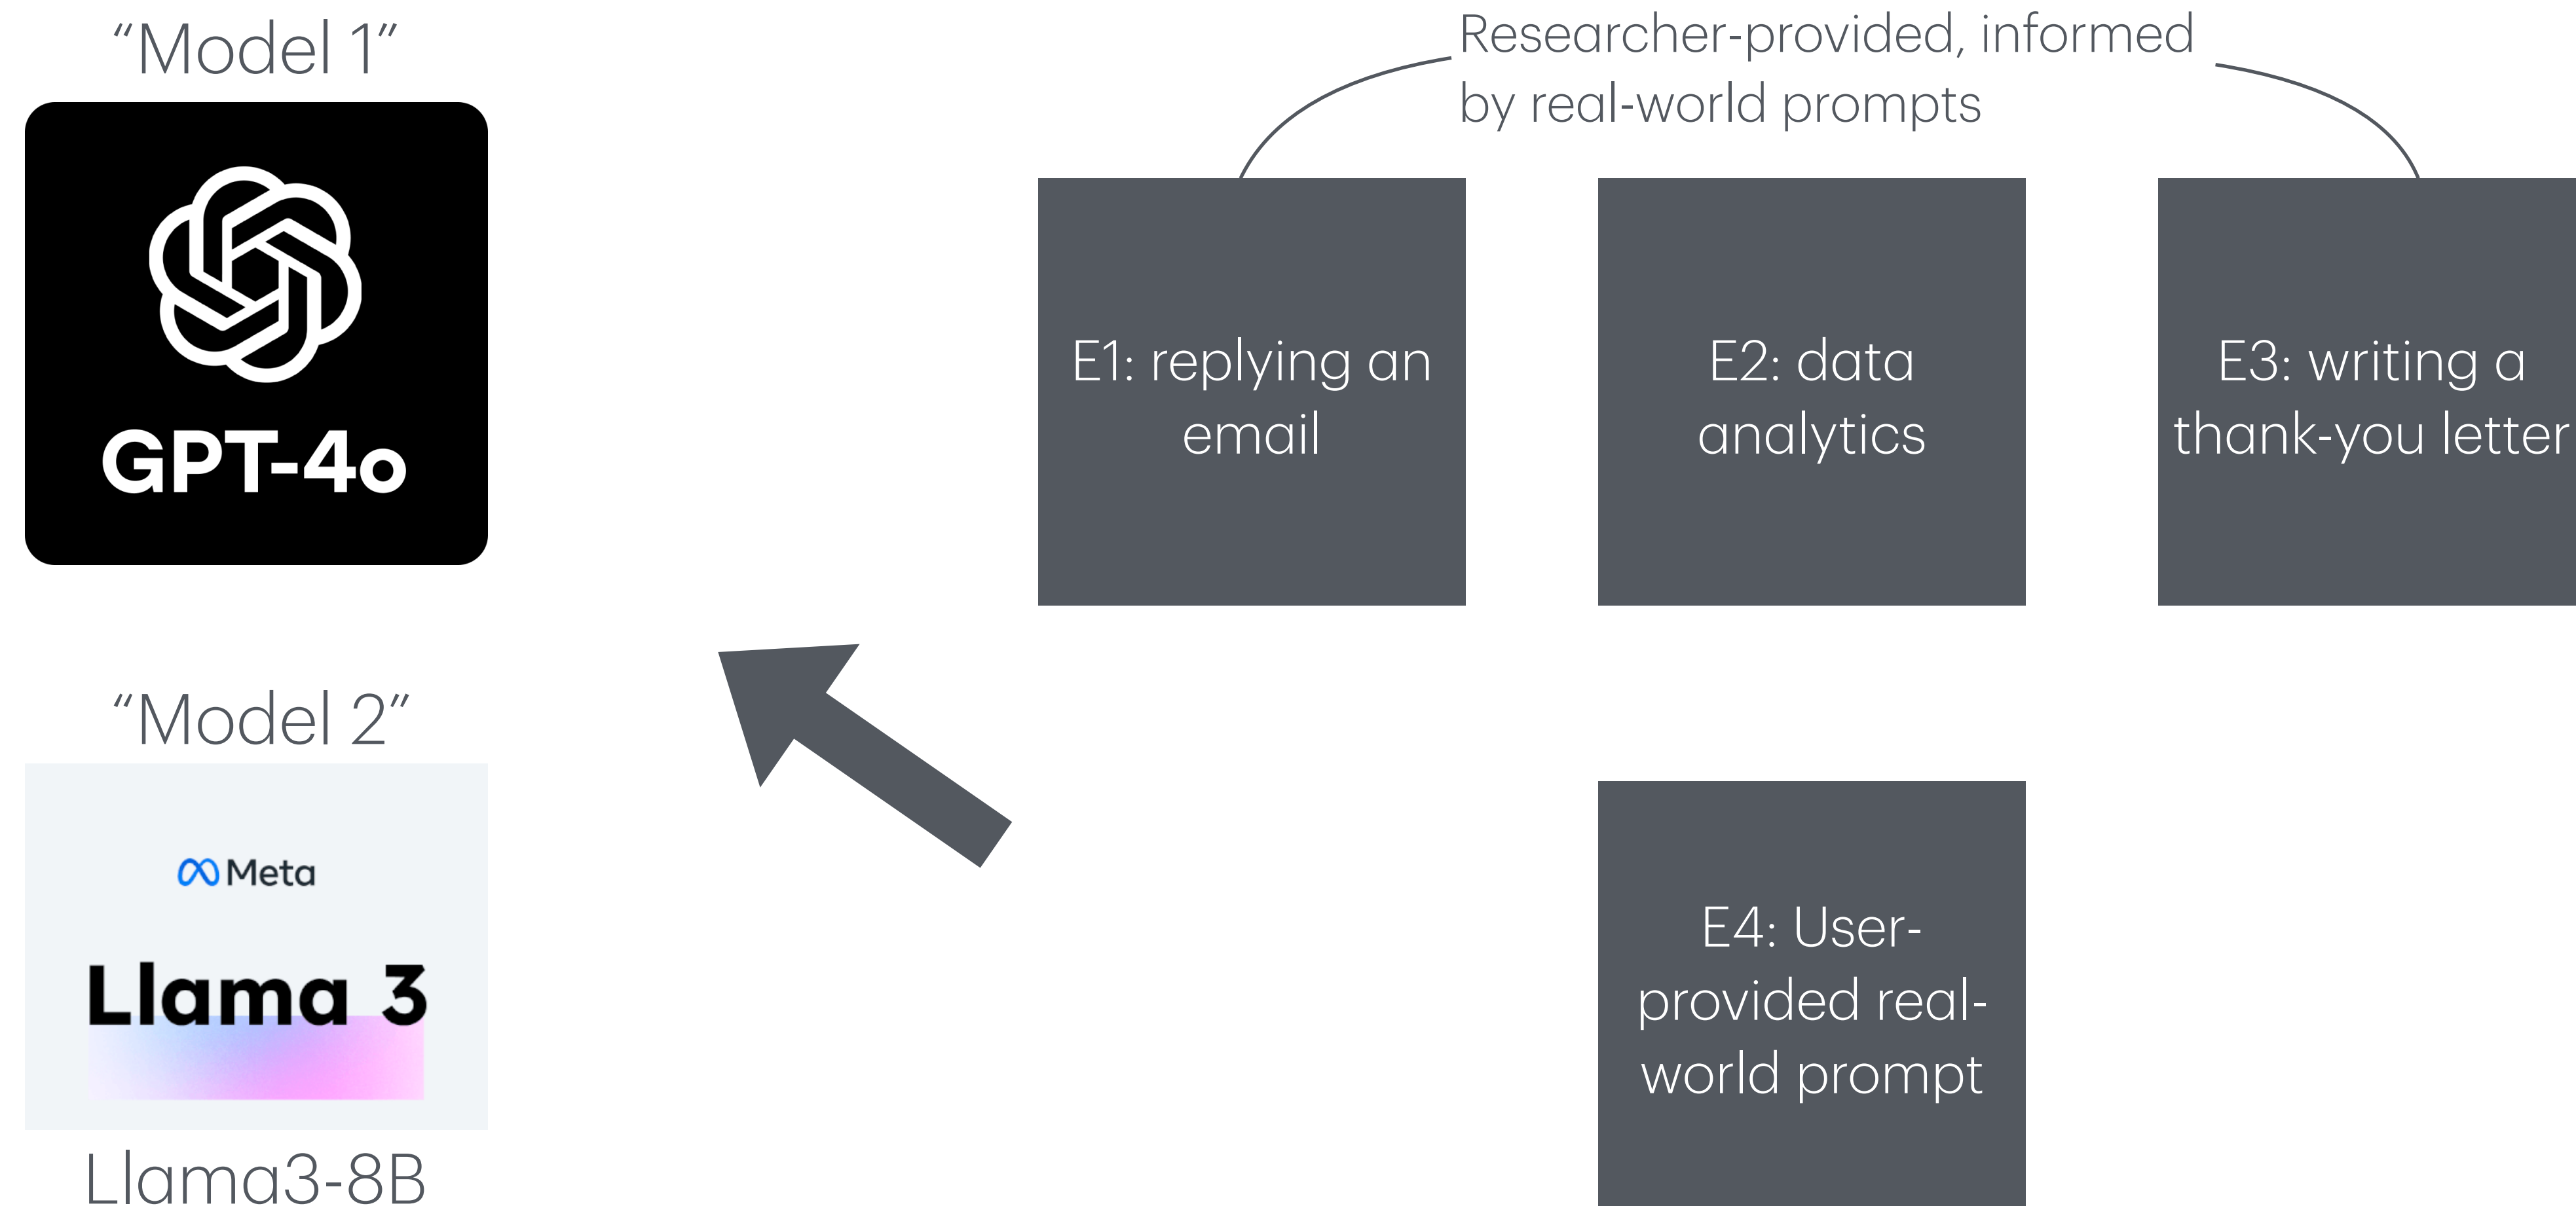 “Model 1”
GPT-4o
“Model 2”
Meta
Llama 3
Llama3-8B
Researcher-provided, informed
by real-world prompts
E1: replying an
email
E2: data
analytics
E3: writing a
thank-you letter
E4: User-
provided real-
world prompt